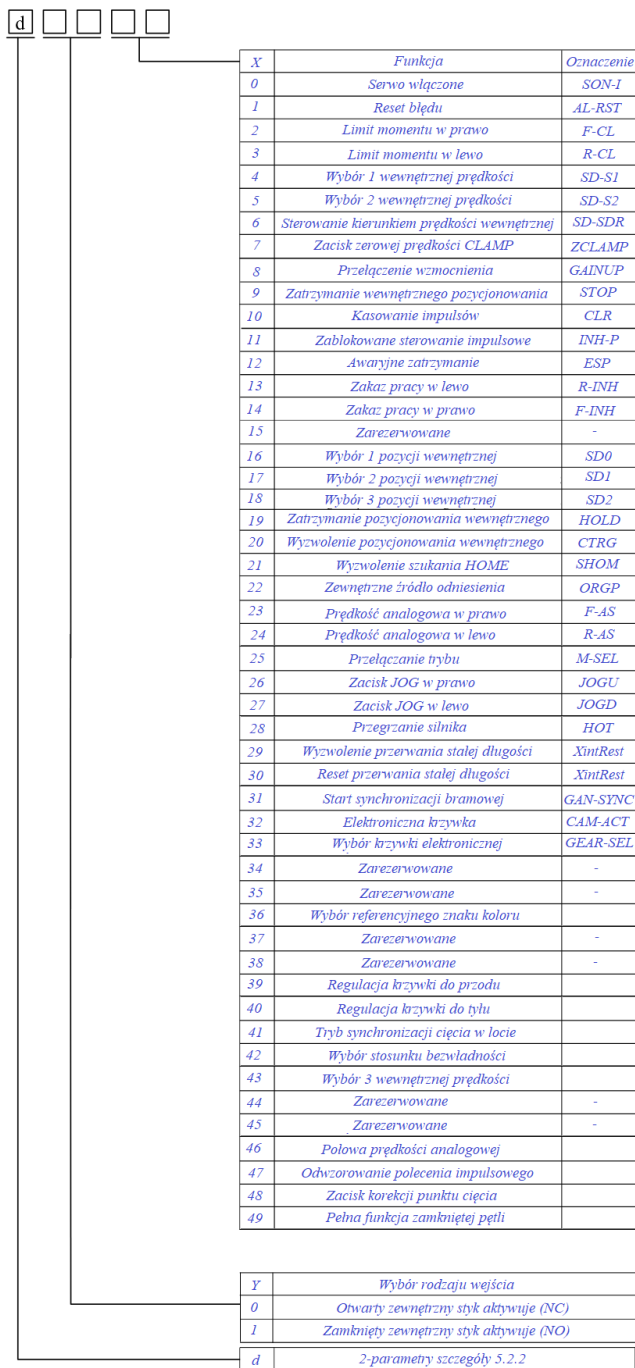 d
X Funkcja Oznaczenie
0 Serwo włączone SON-I
1 Reset błędu AL-RST
2 Limit momentu w prawo F-CL
3 Limit momentu w lewo R-CL
4 Wybór 1 wewnętrznej prędkości SD-S1
5 Wybór 2 wewnętrznej prędkości SD-S2
6 Sterowanie kierunkiem prędkości wewnętrznej SD-SDR
7 Zacisk zerowej prędkości CLAMP ZCLAMP
8 Przełączenie wzmocnienia GAINUP
9 Zatrzymanie wewnętrznego pozycjonowania STOP
10 Kasowanie impulsów CLR
11 Zablokowane sterowanie impulsowe INH-P
12 Awaryjne zatrzymanie ESP
13 Zakaz pracy w lewo R-INH
14 Zakaz pracy w prawo F-INH
15 Zarezerwowane -
16 Wybór 1 pozycji wewnętrznej SD0
17 Wybór 2 pozycji wewnętrznej SD1
18 Wybór 3 pozycji wewnętrznej SD2
19 Zatrzymanie pozycjonowania wewnętrznego HOLD
20 Wyzwolenie pozycjonowania wewnętrznego CTRG
21 Wyzwolenie szukania HOME SHOM
22 Zewnętrzne źródło odniesienia ORGP
23 Prędkość analogowa w prawo F-AS
24 Prędkość analogowa w lewo R-AS
25 Przełączanie trybu M-SEL
26 Zacisk JOG w prawo JOGU
27 Zacisk JOG w lewo JOGD
28 Przegrzanie silnika HOT
29 Wyzwolenie przerwania stałej długości XintRest
30 Reset przerwania stałej długości XintRest
31 Start synchronizacji bramowej GAN-SYNC
32 Elektroniczna krzywka CAM-ACT
33 Wybór krzywki elektronicznej GEAR-SEL
34 Zarezerwowane -
35 Zarezerwowane -
36 Wybór referencyjnego znaku koloru
37 Zarezerwowane -
38 Zarezerwowane -
39 Regulacja krzywki do przodu
40 Regulacja krzywki do tyłu
41 Tryb synchronizacji cięcia w locie
42 Wybór stosunku bezwładności
43 Wybór 3 wewnętrznej prędkości
44 Zarezerwowane -
45 Zarezerwowane -
46 Połowa prędkości analogowej
47 Odwzorowanie polecenia impulsowego
48 Zacisk korekcji punktu cięcia
49 Pełna funkcja zamkniętej pętli
Y Wybór rodzaju wejścia
0 Otwarty zewnętrzny styk aktywuje (NC)
1 Zamknięty zewnętrzny styk aktywuje (NO)
d 2-parametry szczegóły 5.2.2